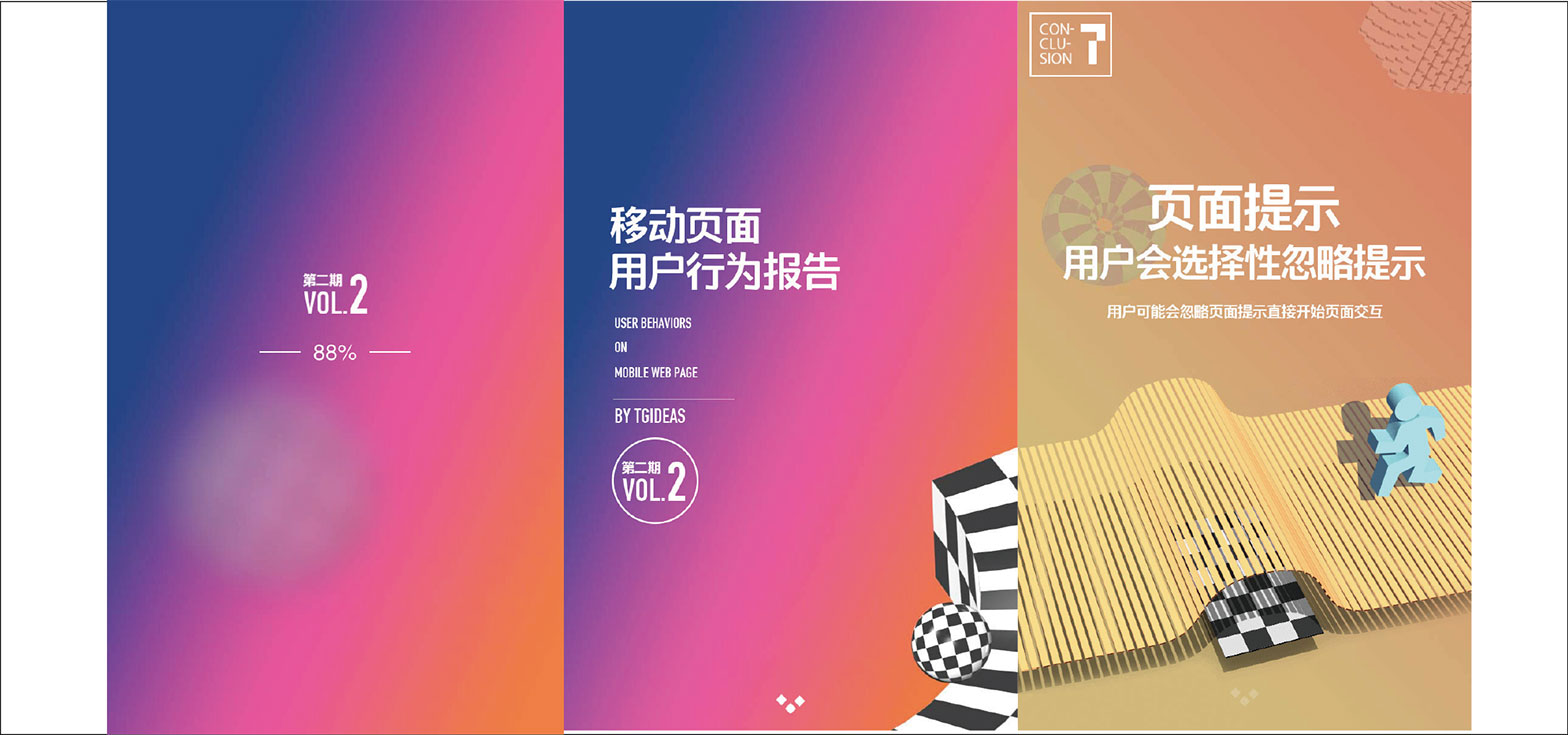 第二期
VOL.2
88%
移动页面
用户行为报告
USER BEHAVIORS
ON
MOBILE WEB PAGE
BY TGIDEAS
第二期
VOL.2
CON-
CLU-
SION
7
页面提示
用户会选择性忽略提示
用户可能会忽略页面提示直接开始页面交互